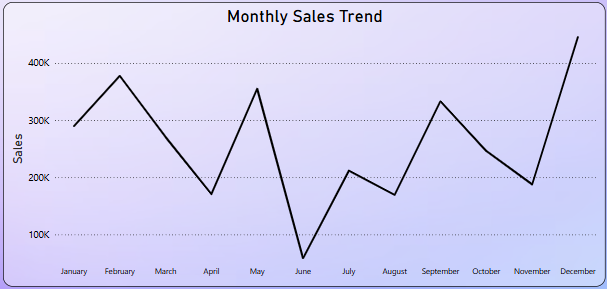 Monthly Sales Trend
Sales
400K
300K
200K
100K
January February March April May June July August September October November December